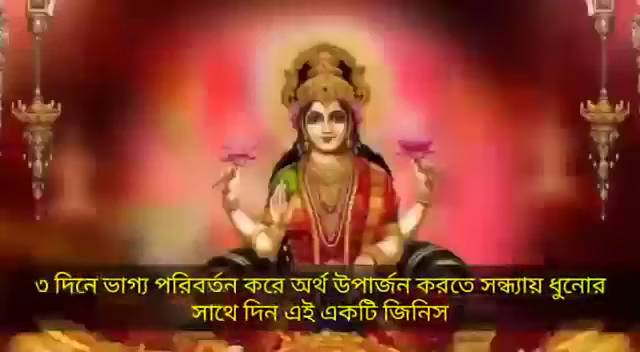 ৩ দিনে ভাগ্য পরিবর্তন করে অর্থ উপার্জন করতে সন্ধ্যায় ধুনোর
সাথে দিন এই একটি জিনিস